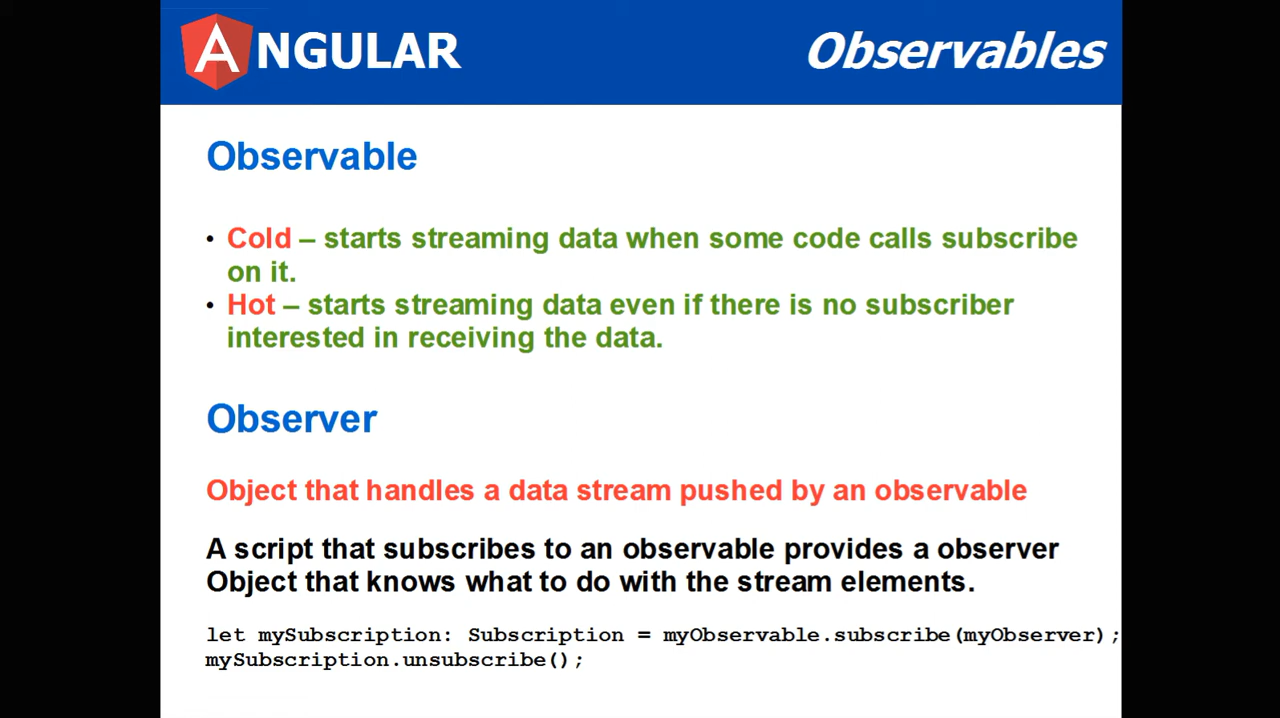 ANGULAR Observables
Observable
• Cold – starts streaming data when some code calls subscribe
on it.
• Hot – starts streaming data even if there is no subscriber
interested in receiving the data.
Observer
Object that handles a data stream pushed by an observable
A script that subscribes to an observable provides a observer
Object that knows what to do with the stream elements.
let mySubscription: Subscription = myObservable.subscribe(myObserver);
mySubscription.unsubscribe();